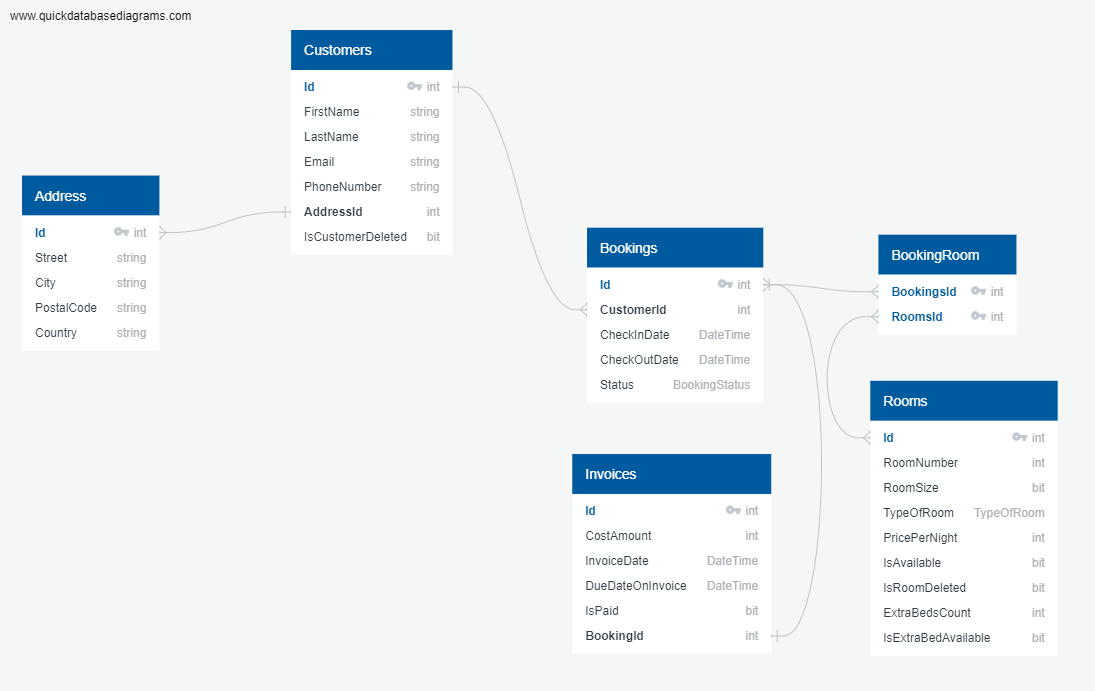 www.quickdatabasediagrams.com
Customers
Id int
FirstName string
LastName string
Email string
PhoneNumber string
AddressId int
IsCustomerDeleted bit
Address
Id int
Street string
City string
PostalCode string
Country string
Bookings
Id int
CustomerId int
CheckInDate DateTime
CheckOutDate DateTime
Status BookingStatus
BookingRoom
BookingsId int
RoomsId int
Rooms
Id int
RoomNumber int
RoomSize bit
TypeOfRoom TypeOfRoom
PricePerNight int
IsAvailable bit
IsRoomDeleted bit
ExtraBedsCount int
IsExtraBedAvailable bit
Invoices
Id int
CostAmount int
InvoiceDate DateTime
DueDateOnInvoice DateTime
IsPaid bit
BookingId int